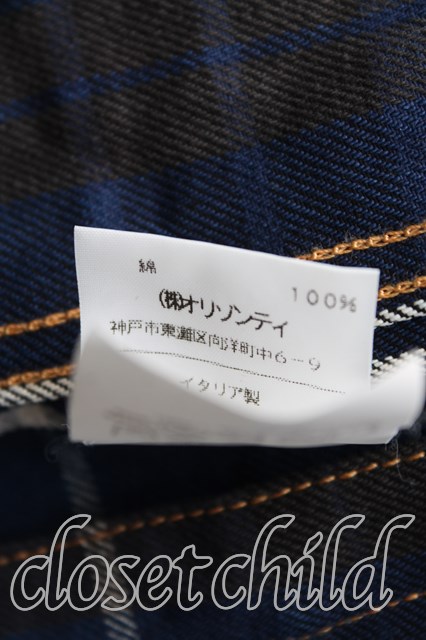 綿 100%
(株)オリゾンティ
神戸市東灘区向洋町中6-9
イタリア製
closet child